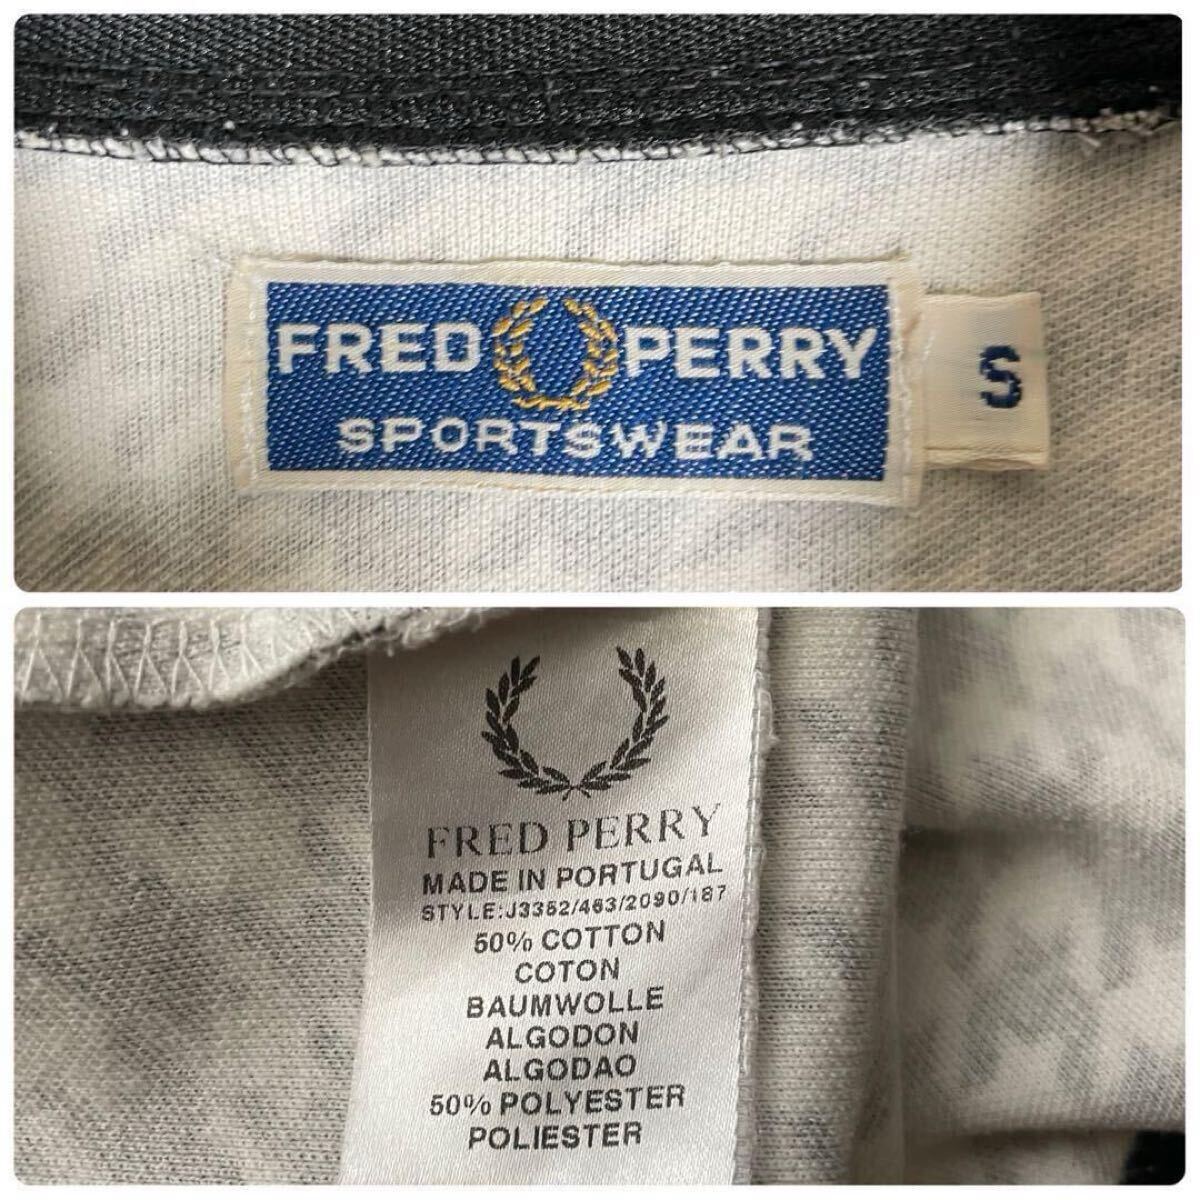 FRED PERRY
SPORTSWEAR
S
FRED PERRY
MADE IN PORTUGAL
STYLE:J3352/463/2090/187
50% COTTON
COTON
BAUMWOLLE
ALGODON
ALGODAO
50% POLYESTER
POLIESTER